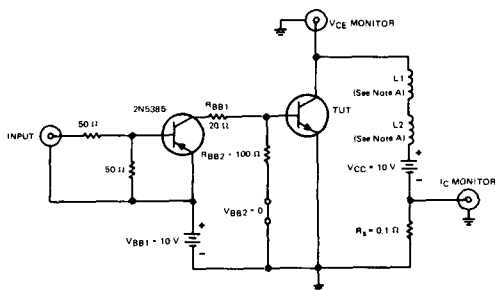 VCE MONITOR
L1
(See Note A)
L2
(See Note A)
2N5385
RBB1
20 Ω
TUT
50 Ω
INPUT
RBB2 = 100 Ω
50 Ω
+
VCC = 10 V
-
IC MONITOR
VBB2 = 0
+
VBB1 = 10 V
-
Rs = 0.1 Ω